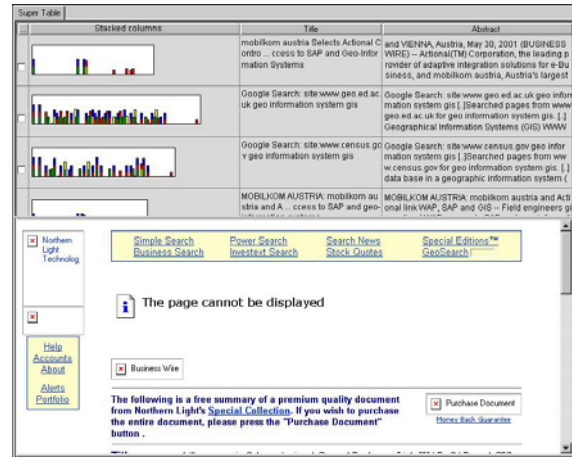 Super Table
... Stacked columns Title Abstract
mobilkom austria Selects Actional C
ontro ... ccess to SAP and Geo-Infor
mation Systems
and VIENNA, Austria, May 30, 2001 (BUSINESS
WIRE) -- Actional(TM) Corporation, the leading p
rovider of adaptive integration solutions for e-Bu
siness, and mobilkom austria, Austria's largest
Google Search: site:www.geo.ed.ac.
uk geo information system gis
Google Search: site:www.geo.ed.ac.uk geo infor
mation system gis [.]Searched pages from www
.geo.ed.ac.uk for geo information system gis. [.]
Geographical Information Systems (GIS) WWW
Google Search: site:www.census.go
v geo information system gis
Google Search: site:www.census.gov geo infor
mation system gis [.]Searched pages from ww
w.census.gov for geo information system gis. [.]
data base in a geographic information system (
MOBILKOM AUSTRIA: mobilkom au
stria and A ... ccess to SAP and geo-
MOBILKOM AUSTRIA: mobilkom austria and Acti
onal link WAP, SAP and GIS -- Field engineers gi
Northern
Light
Technolog
Simple Search Power Search Search News Special Editions™
Business Search Investext Search Stock Quotes GeoSearch
The page cannot be displayed
Help
Accounts
About
Alerts
Portfolio
Business Wire
The following is a free summary of a premium quality document
from Northern Light's Special Collection. If you wish to purchase
the entire document, please press the "Purchase Document"
button .
Purchase Document
Money Back Guarantee